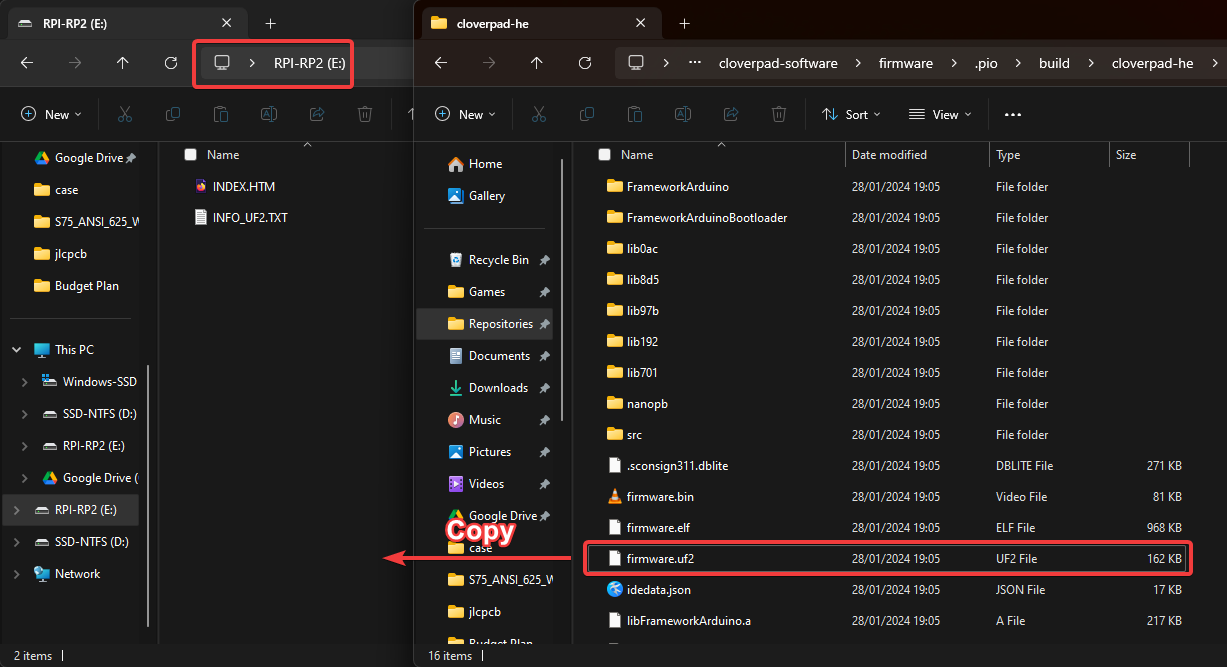 RPI-RP2 (E:)
RPI-RP2 (E:)
New
Google Drive
case
S75_ANSI_625_W
jlcpcb
Budget Plan
This PC
Windows-SSD
SSD-NTFS (D:)
RPI-RP2 (E:)
Google Drive (
RPI-RP2 (E:)
SSD-NTFS (D:)
Network
Name
INDEX.HTM
INFO_UF2.TXT
2 items
cloverpad-he
cloverpad-software firmware .pio build cloverpad-he
New Sort View
Home
Gallery
Recycle Bin
Games
Repositories
Documents
Downloads
Music
Pictures
Videos
Google Drive
Copy
case
S75_ANSI_625_W
jlcpcb
Budget Plan
Name Date modified Type Size
FrameworkArduino 28/01/2024 19:05 File folder
FrameworkArduinoBootloader 28/01/2024 19:05 File folder
lib0ac 28/01/2024 19:05 File folder
lib8d5 28/01/2024 19:05 File folder
lib97b 28/01/2024 19:05 File folder
lib192 28/01/2024 19:05 File folder
lib701 28/01/2024 19:05 File folder
nanopb 28/01/2024 19:05 File folder
src 28/01/2024 19:05 File folder
.sconsign311.dblite 28/01/2024 19:05 DBLITE File 271 KB
firmware.bin 28/01/2024 19:05 Video File 81 KB
firmware.elf 28/01/2024 19:05 ELF File 968 KB
firmware.uf2 28/01/2024 19:05 UF2 File 162 KB
idedata.json 28/01/2024 19:05 JSON File 17 KB
libFrameworkArduino.a 28/01/2024 19:05 A File 217 KB
16 items